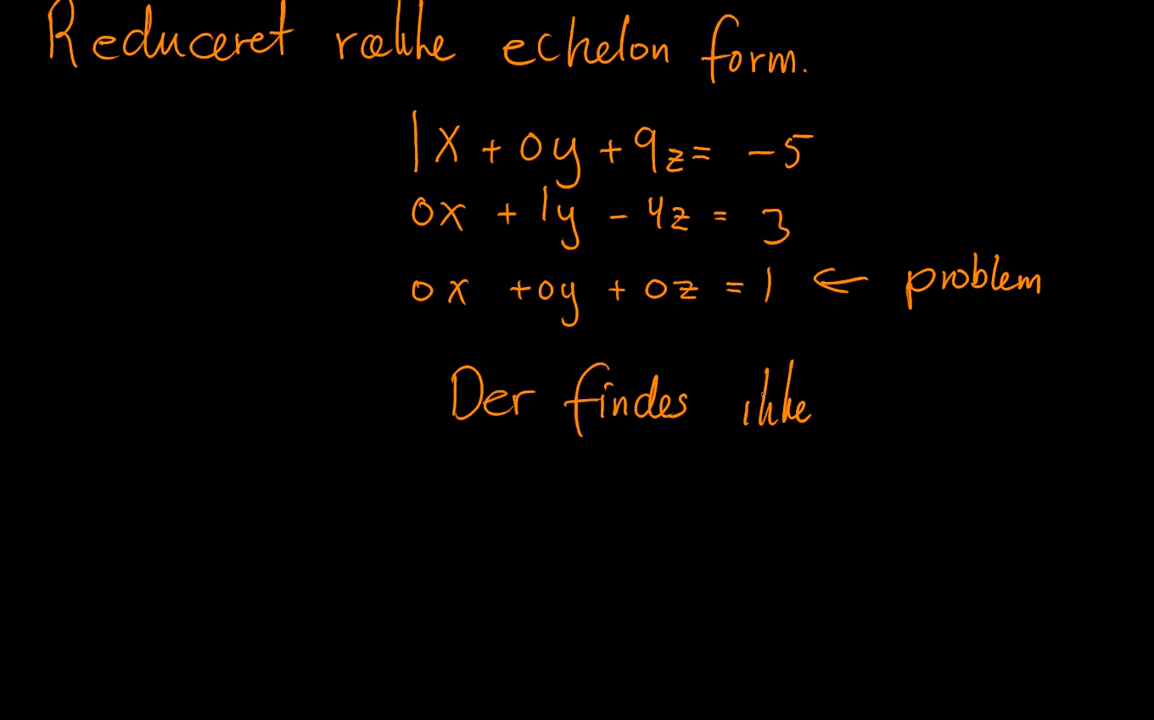 Reduceret række echelon form.
1x + 0y + 9z = -5
0x + 1y - 4z = 3
0x + 0y + 0z = 1 ← problem
Der findes ikke